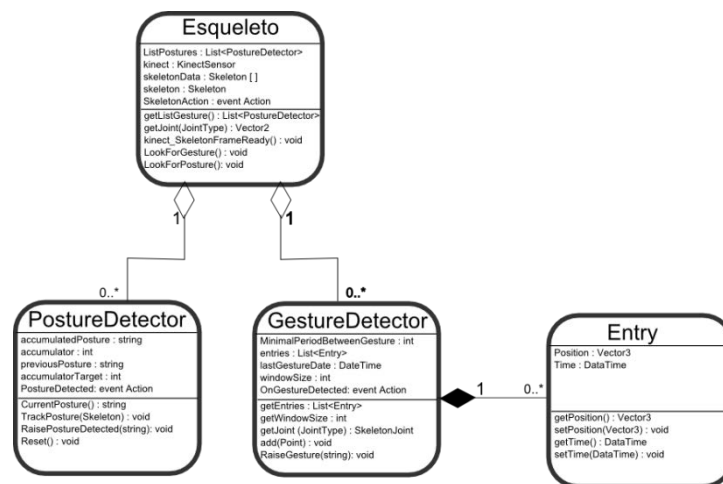 Esqueleto
ListPostures : List<PostureDetector>
kinect : KinectSensor
skeletonData : Skeleton [ ]
skeleton : Skeleton
SkeletonAction : event Action
getListGesture() : List<PostureDetector>
getJoint(JointType) : Vector2
kinect_SkeletonFrameReady() : void
LookForGesture() : void
LookForPosture(): void
1
1
0..*
0..*
PostureDetector
accumulatedPosture : string
accumulator : int
previousPosture : string
accumulatorTarget : int
PostureDetected: event Action
CurrentPosture() : string
TrackPosture(Skeleton) : void
RaisePostureDetected(string): void
Reset() : void
GestureDetector
MinimalPeriodBetweenGesture : int
entries : List<Entry>
lastGestureDate : DateTime
windowSize : int
OnGestureDetected: event Action
getEntries : List<Entry>
getWindowSize : int
getJoint (JointType) : SkeletonJoint
add(Point) : void
RaiseGesture(string): void
1
0..*
Entry
Position : Vector3
Time : DataTime
getPosition() : Vector3
setPosition(Vector3) : void
getTime() : DataTime
setTime(DataTime) : void